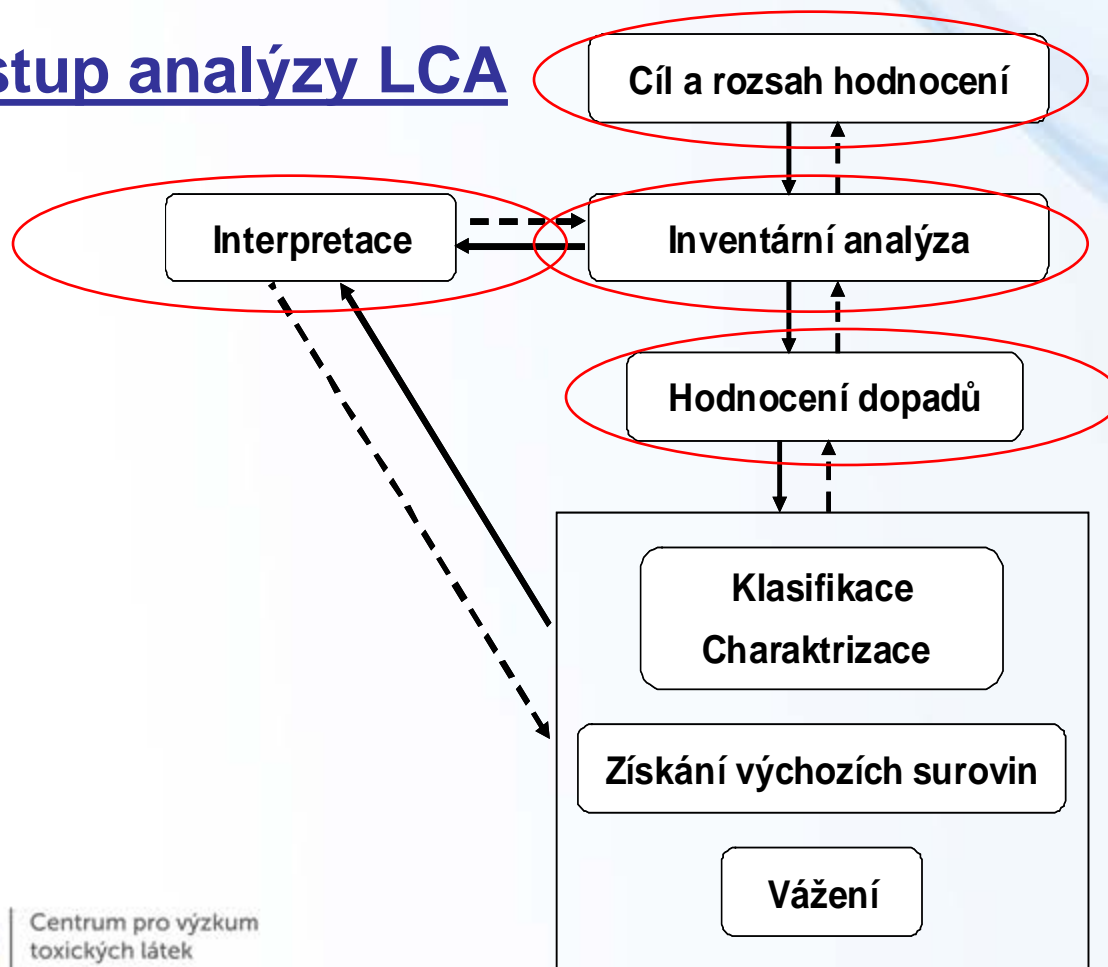 stup analýzy LCA
Cíl a rozsah hodnocení
Interpretace
Inventární analýza
Hodnocení dopadů
Klasifikace
Charaktrizace
Získání výchozích surovin
Vážení
Centrum pro výzkum
toxických látek